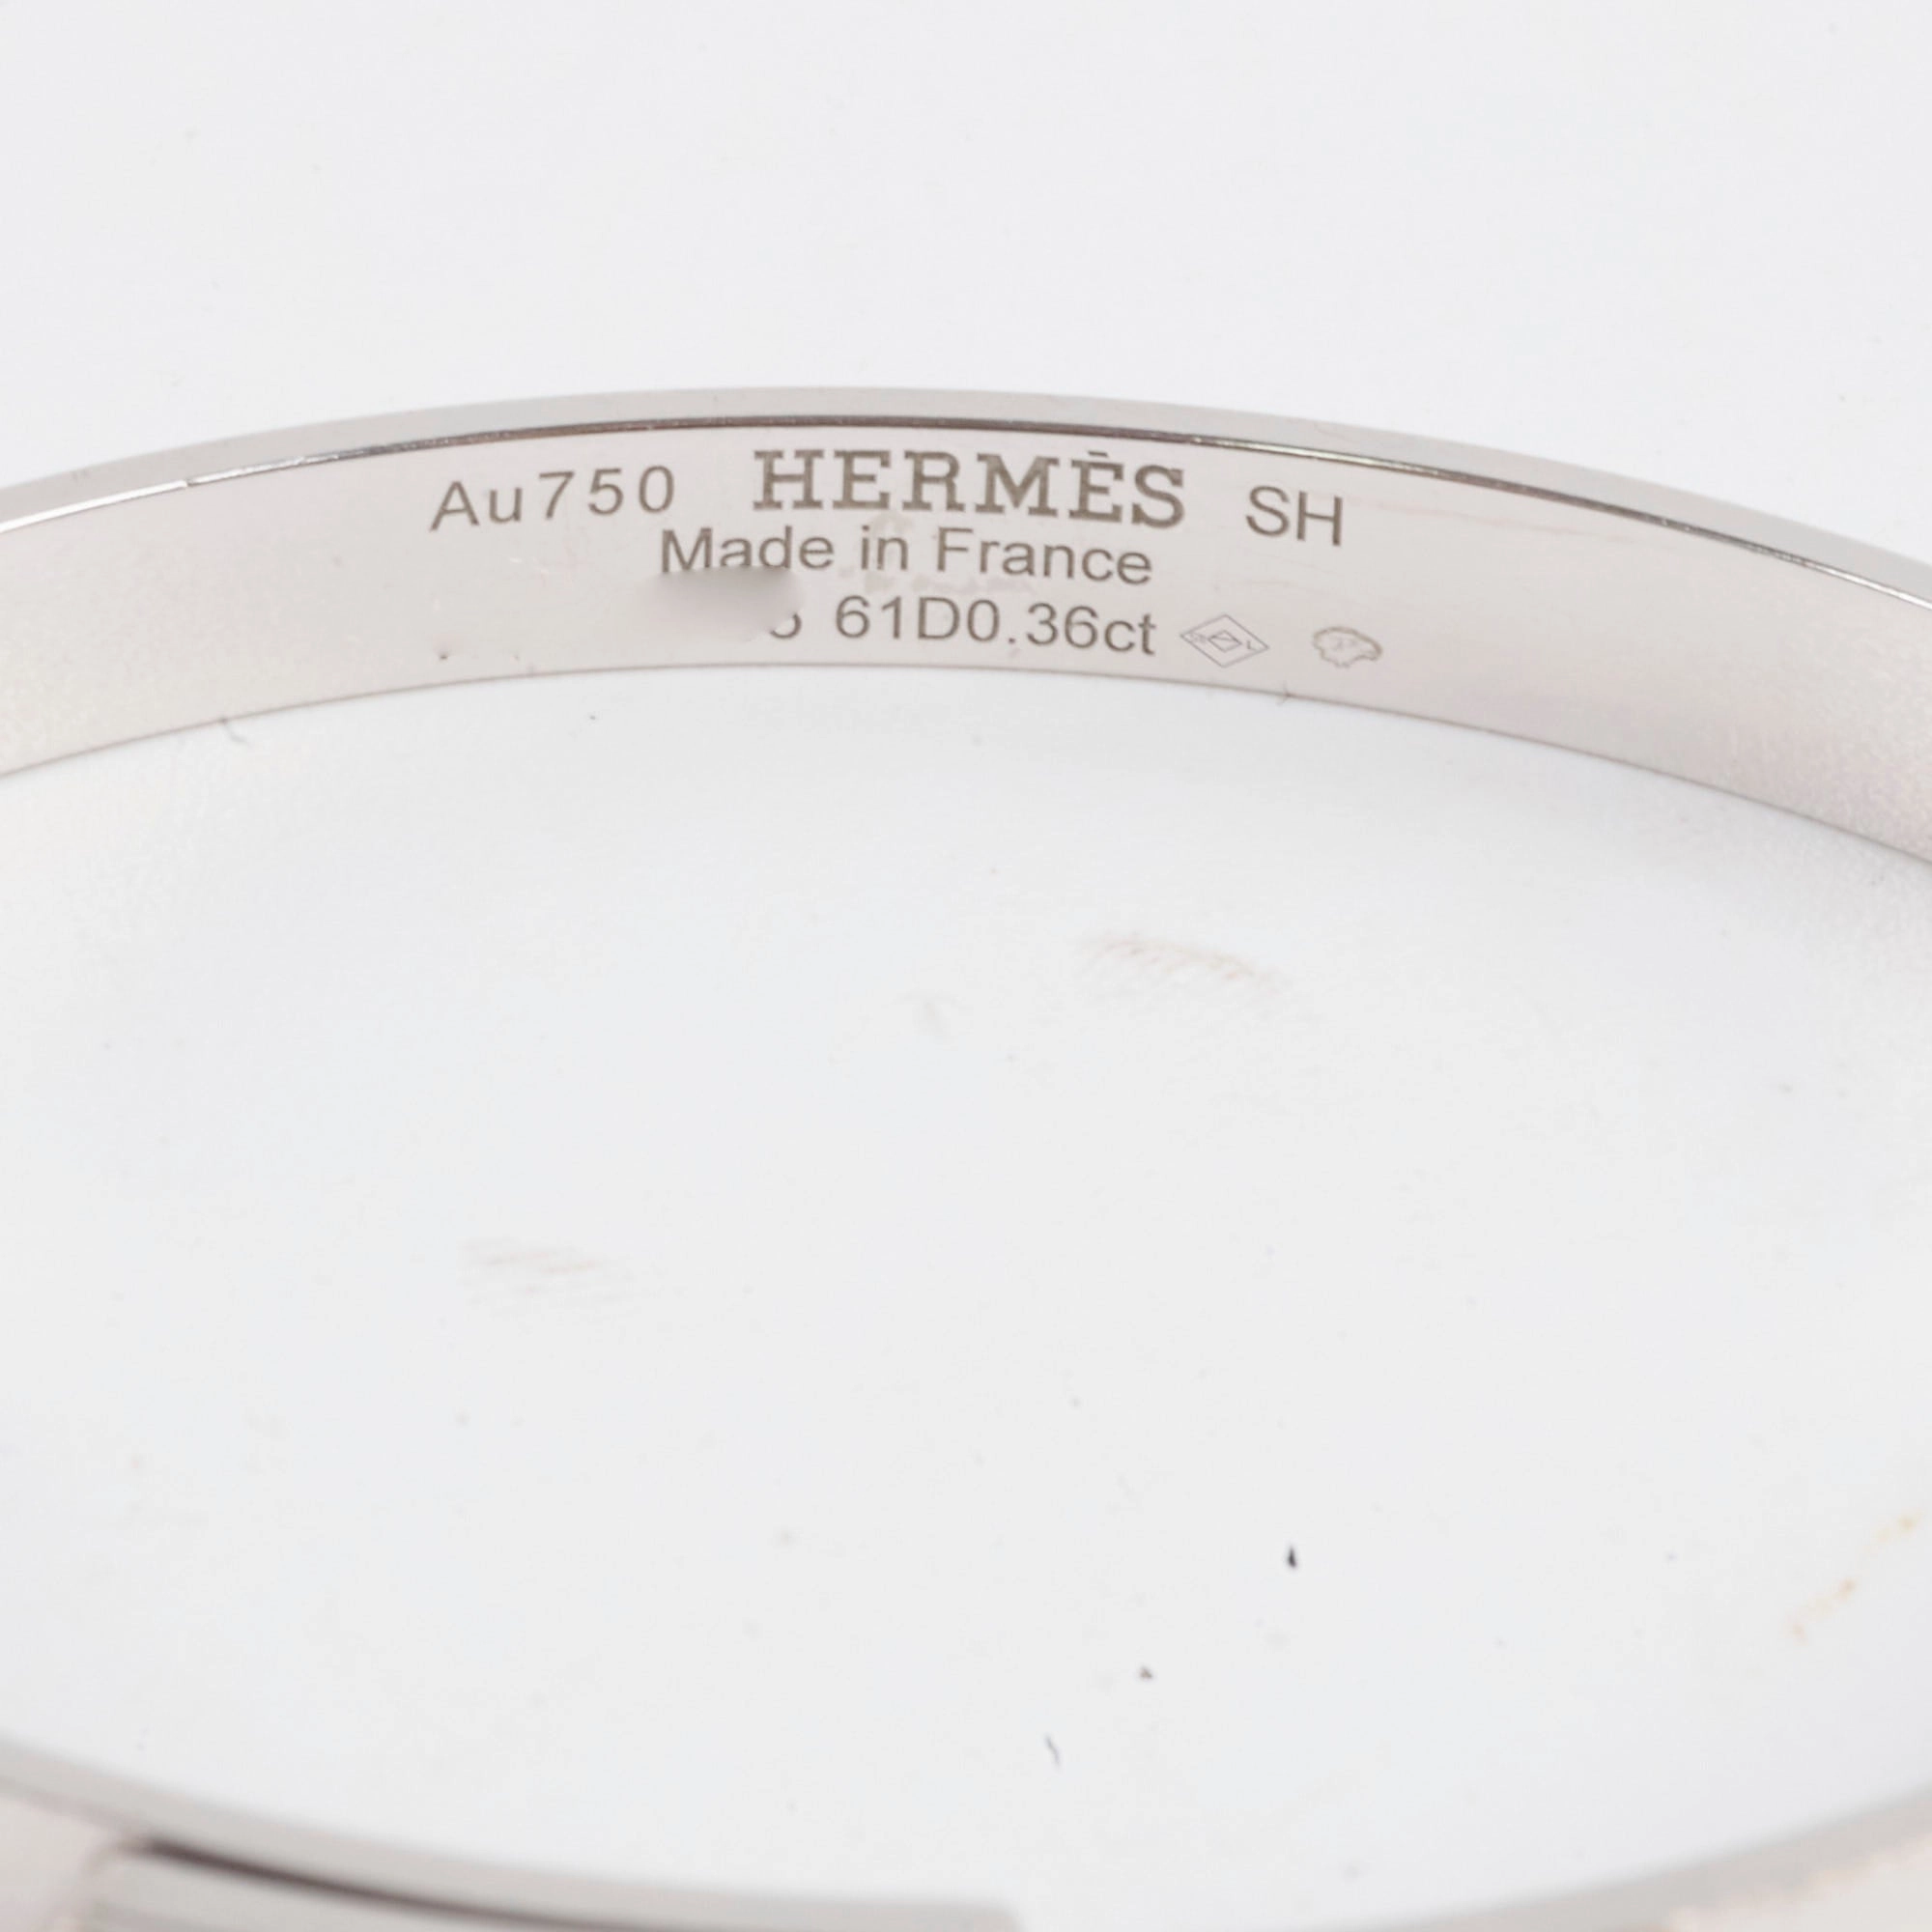 Au750 HERMÈS SH
Made in France
61D0.36ct